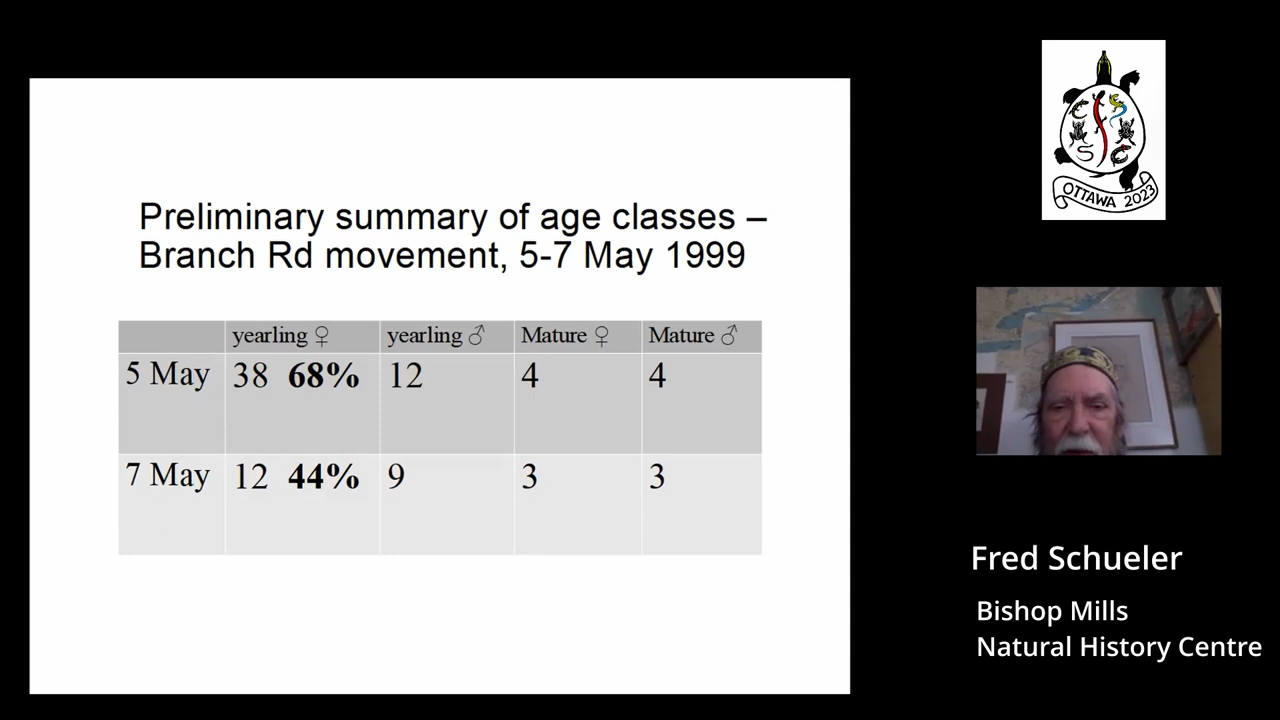 Preliminary summary of age classes –
Branch Rd movement, 5-7 May 1999
yearling ♀ yearling ♂ Mature ♀ Mature ♂
5 May 38 68% 12 4 4
7 May 12 44% 9 3 3
OTTAWA 2023
Fred Schueler
Bishop Mills
Natural History Centre